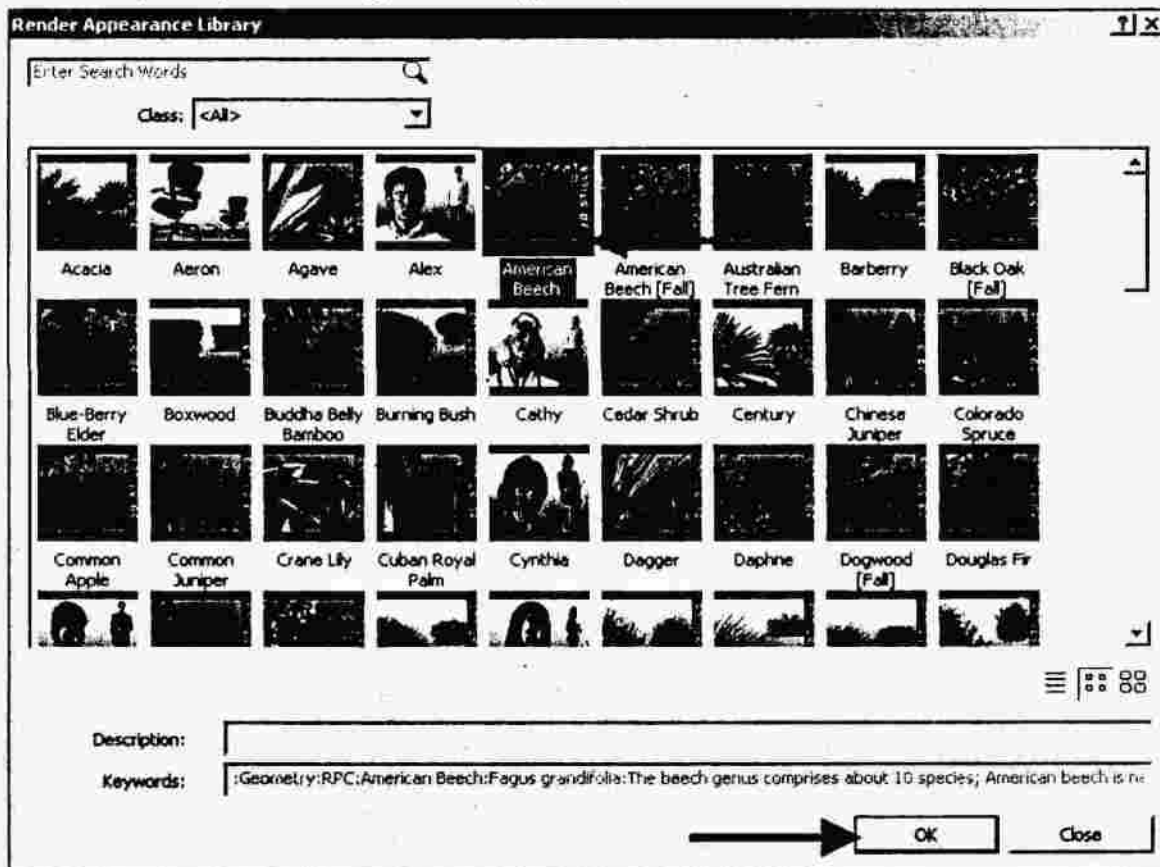 Render Appearance Library
Enter Search Words
Class: <All>
Acacia Aeron Agave Alex American Beech American Beech [Fall] Australian Tree Fern Barberry Black Oak [Fall]
Blue-Berry Elder Boxwood Buddha Belly Bamboo Burning Bush Cathy Cedar Shrub Century Chinese Juniper Colorado Spruce
Common Apple Common Juniper Crane Lily Cuban Royal Palm Cynthia Dagger Daphne Dogwood [Fall] Douglas Fir
Description:
Keywords: :Geometry:RPC:American Beech:Fagus grandifolia:The beech genus comprises about 10 species; American beech is
OK Close